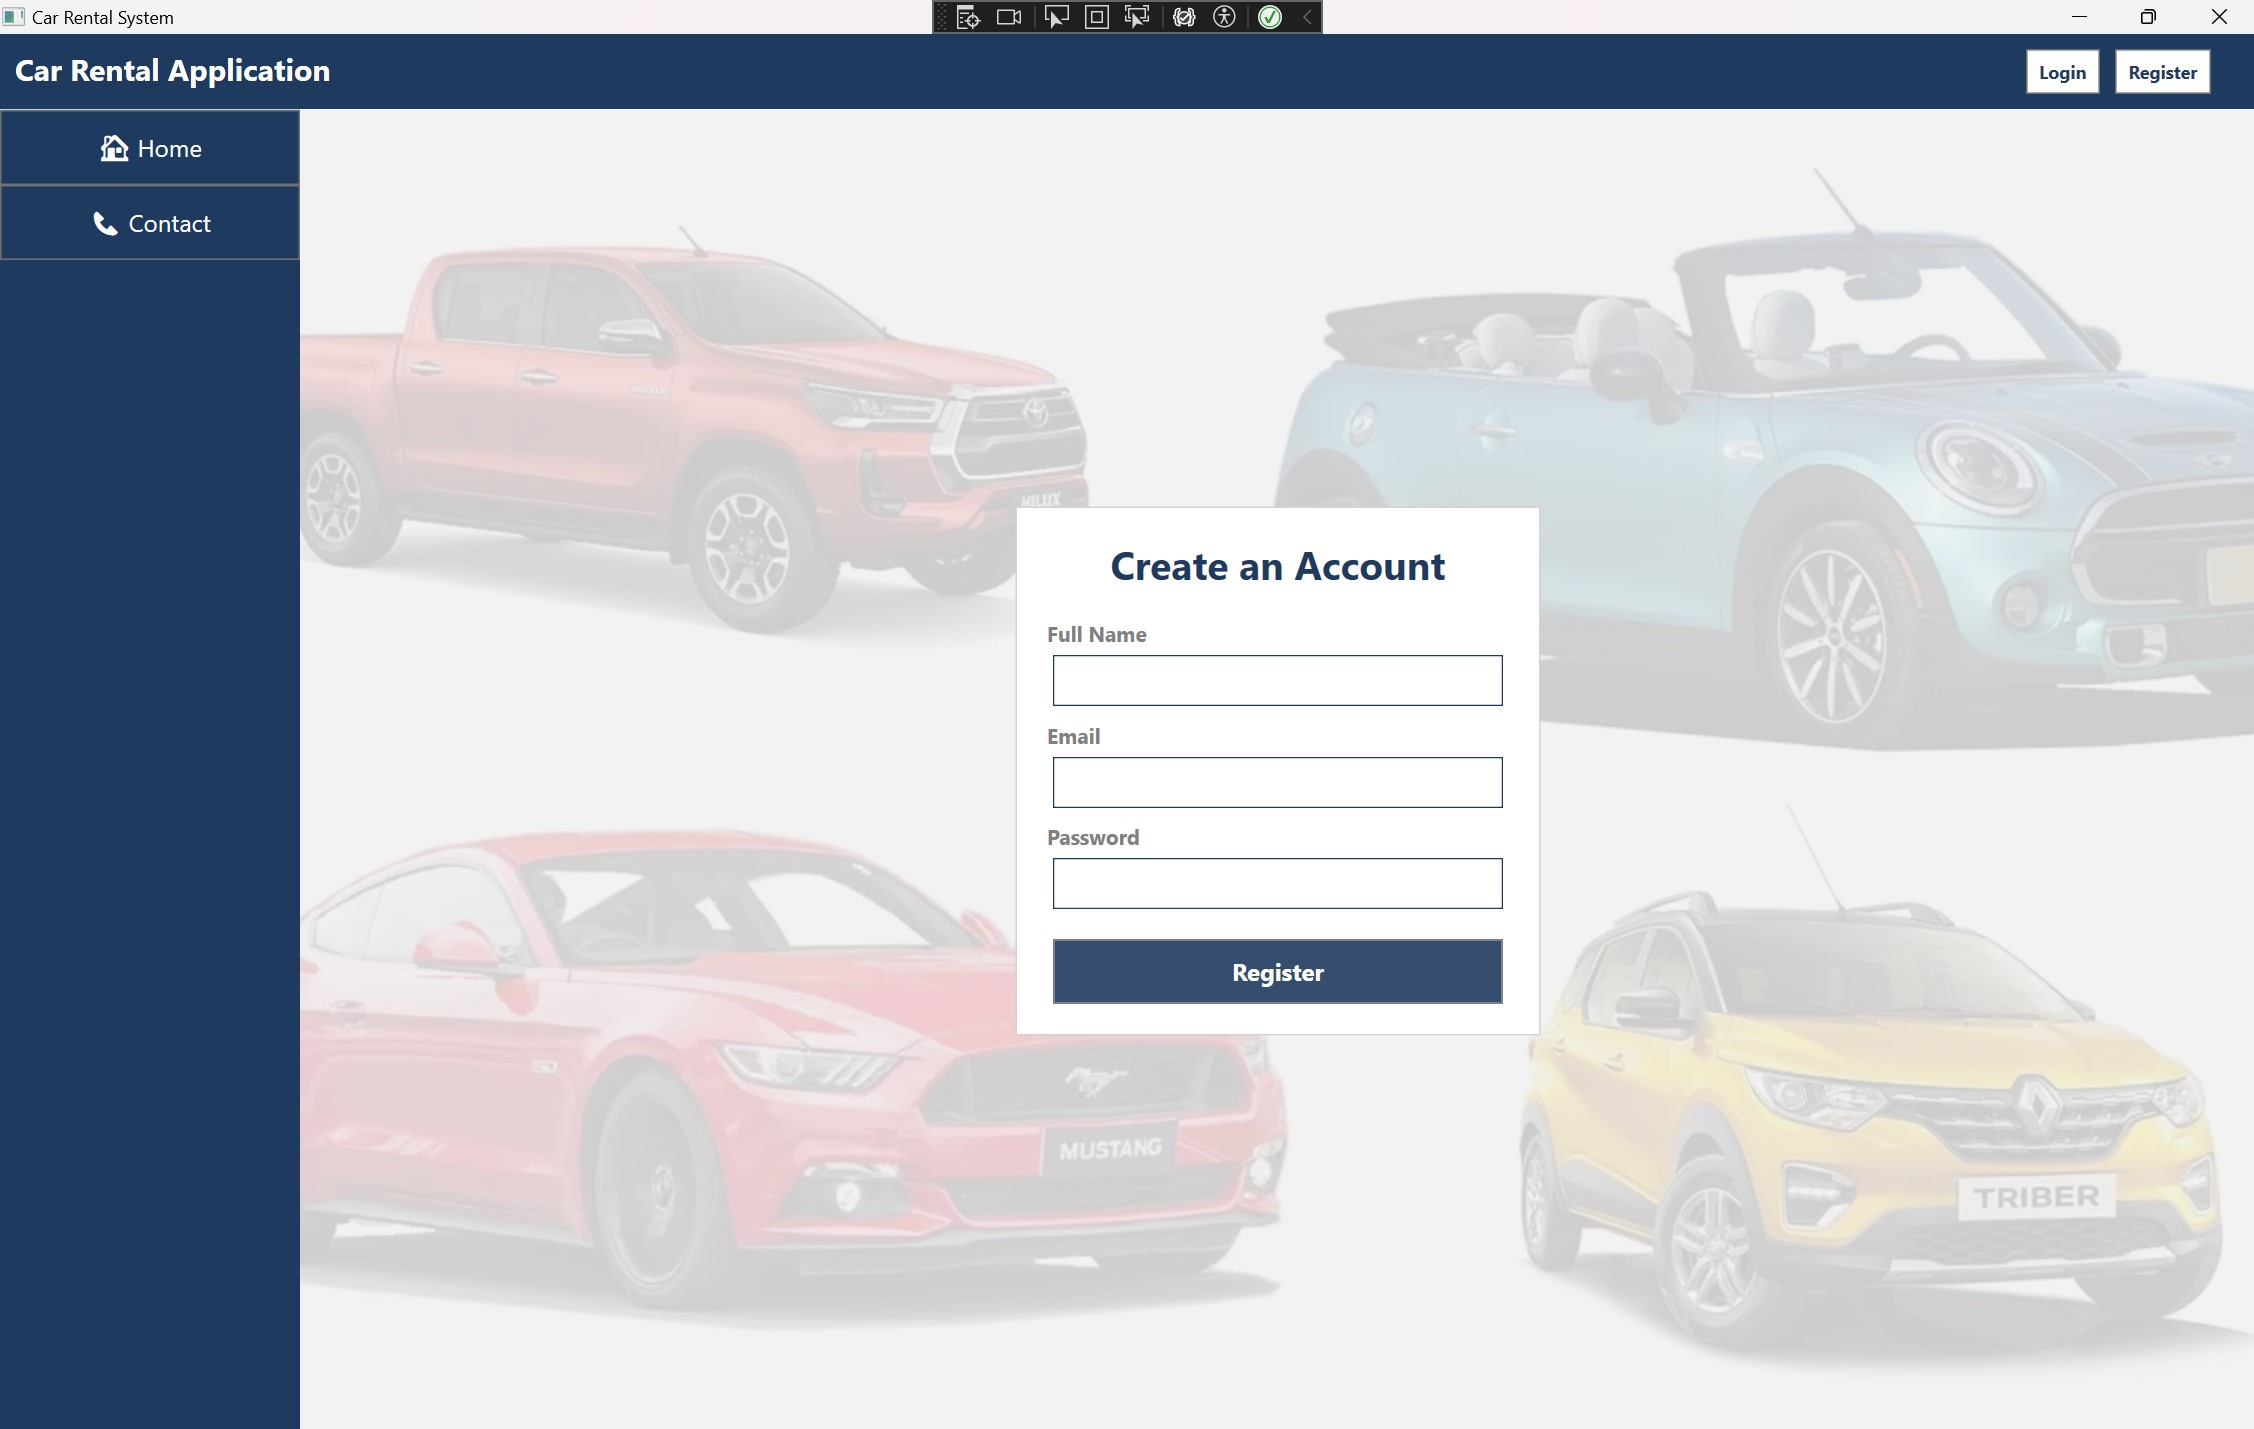 Car Rental System
Car Rental Application
Login
Register
Home
Contact
HILUX
Create an Account
Full Name
Email
Password
Register
MUSTANG
TRIBER